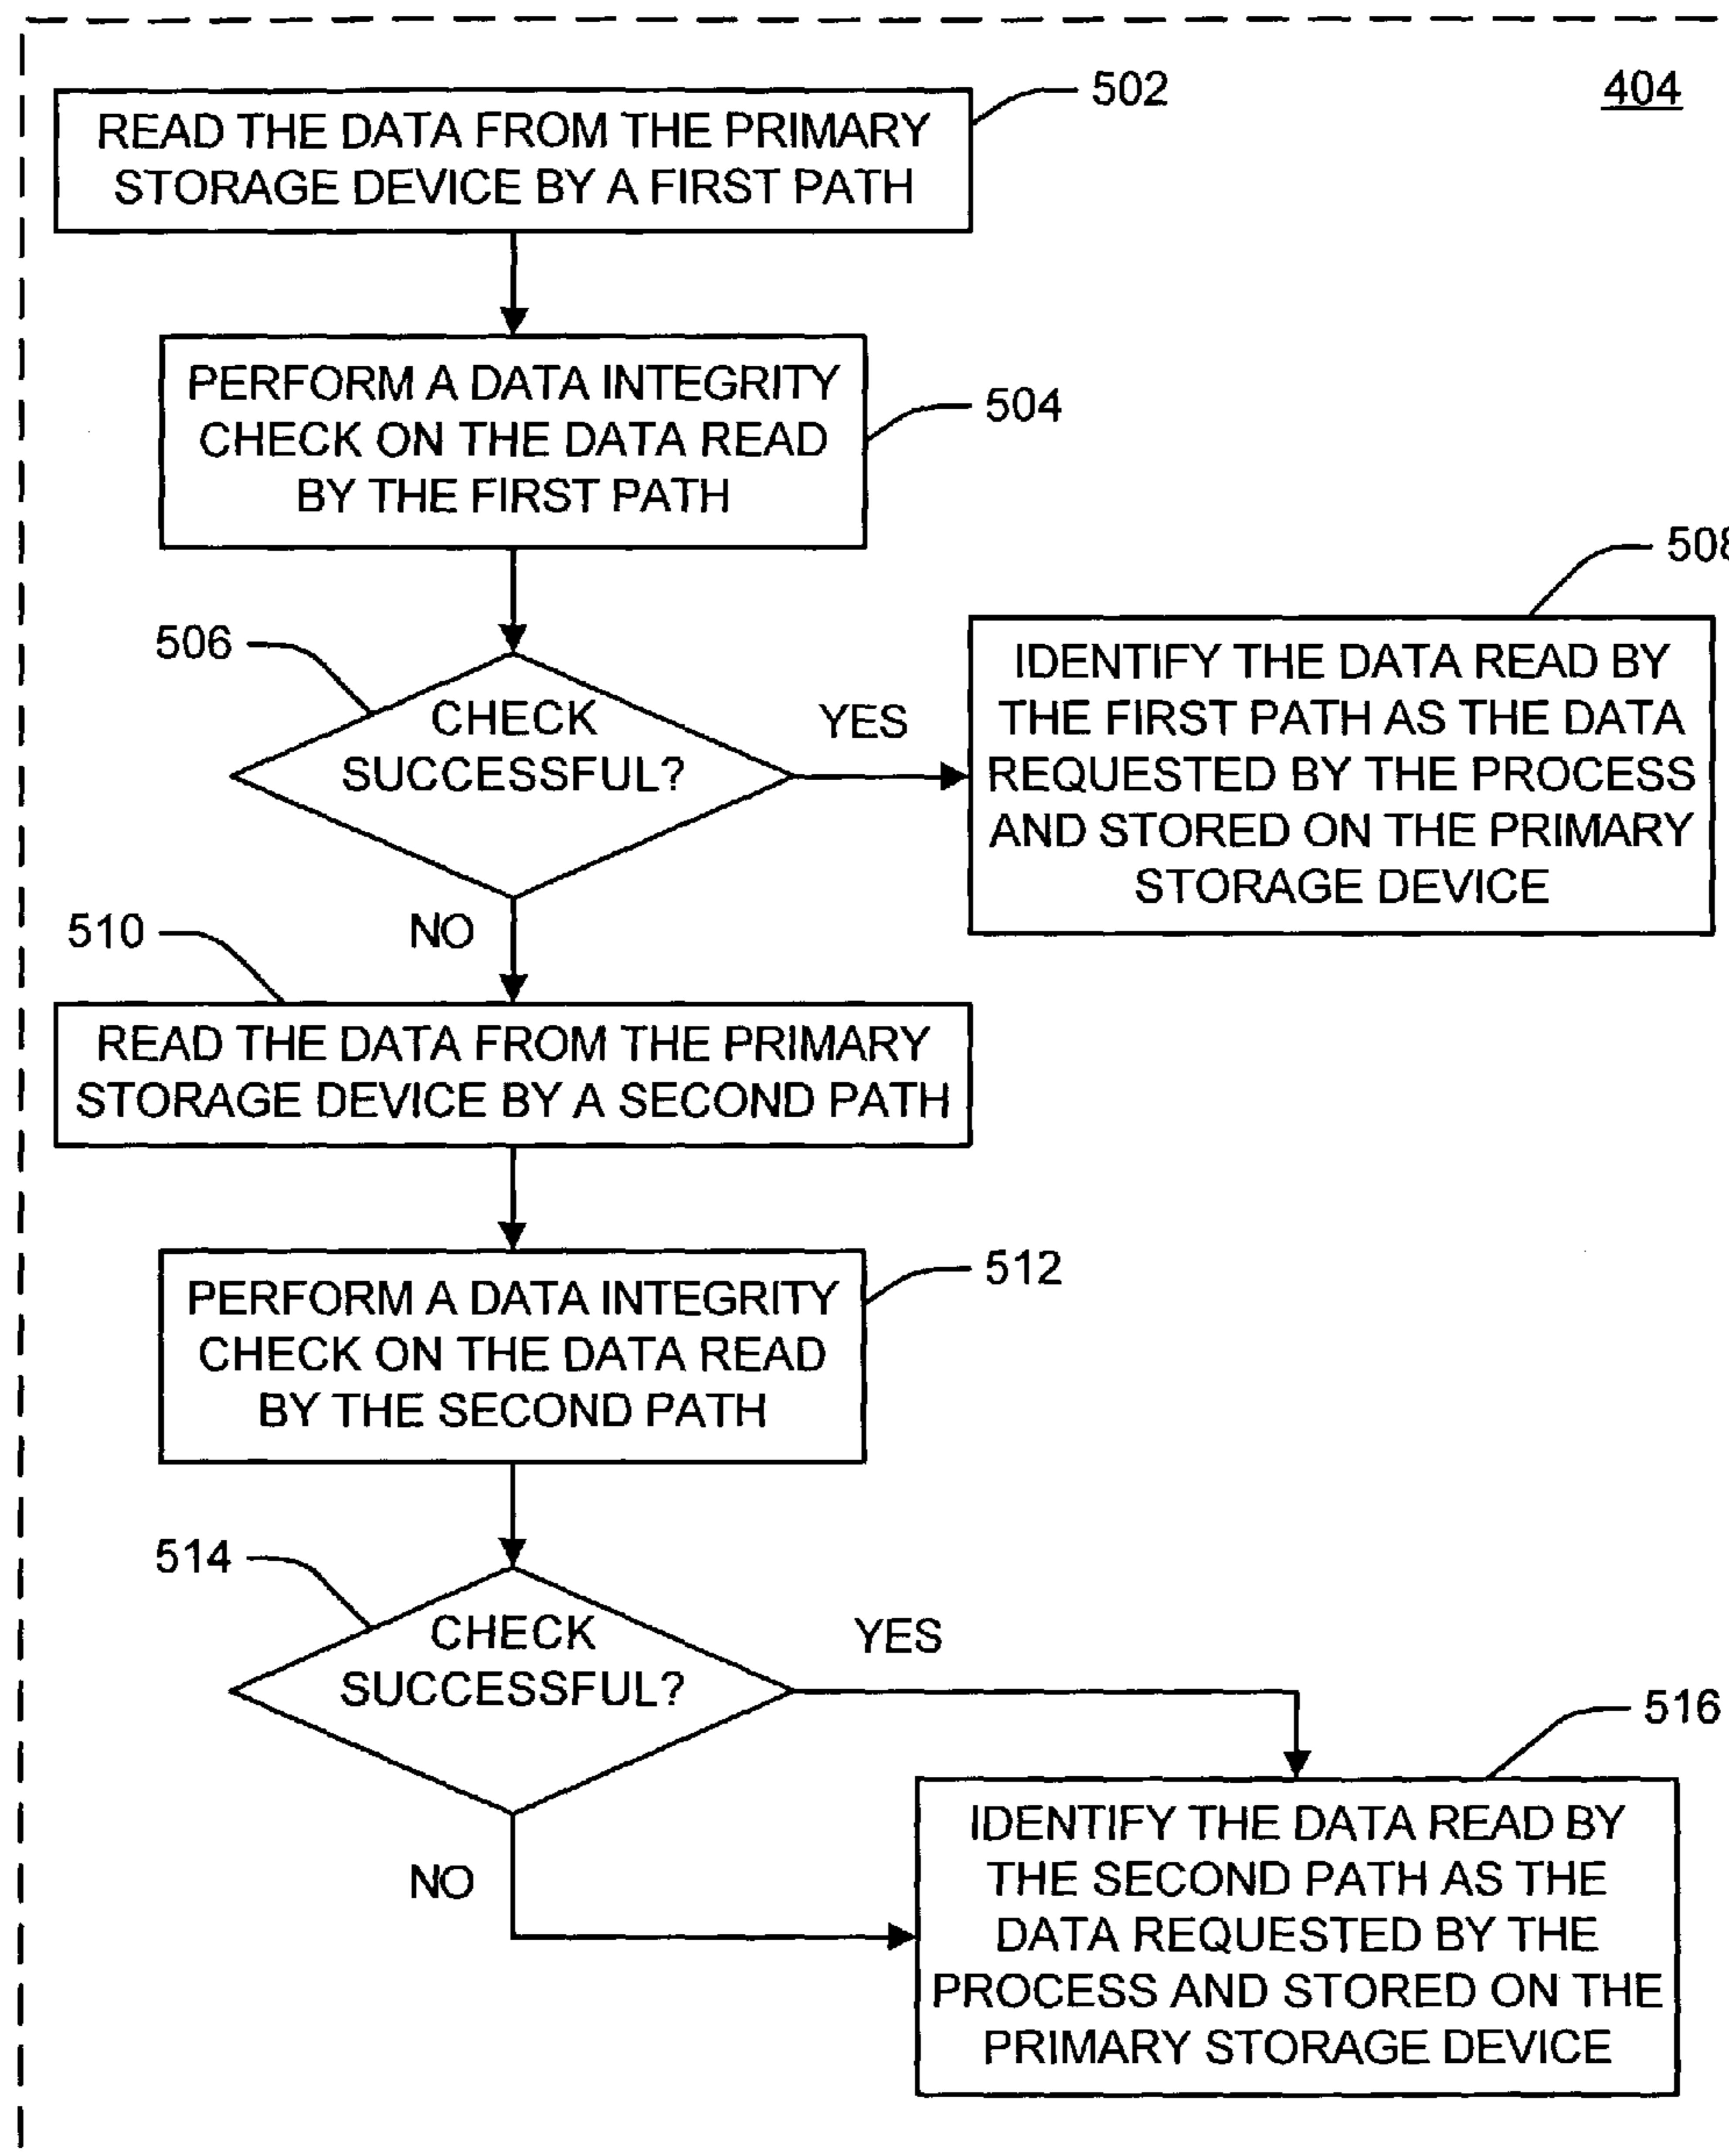 502
404
READ THE DATA FROM THE PRIMARY
STORAGE DEVICE BY A FIRST PATH
PERFORM A DATA INTEGRITY
CHECK ON THE DATA READ
BY THE FIRST PATH
504
508
506
CHECK
SUCCESSFUL?
YES
IDENTIFY THE DATA READ BY
THE FIRST PATH AS THE DATA
REQUESTED BY THE PROCESS
AND STORED ON THE PRIMARY
STORAGE DEVICE
NO
510
READ THE DATA FROM THE PRIMARY
STORAGE DEVICE BY A SECOND PATH
PERFORM A DATA INTEGRITY
CHECK ON THE DATA READ
BY THE SECOND PATH
512
514
CHECK
SUCCESSFUL?
YES
516
NO
IDENTIFY THE DATA READ BY
THE SECOND PATH AS THE
DATA REQUESTED BY THE
PROCESS AND STORED ON THE
PRIMARY STORAGE DEVICE